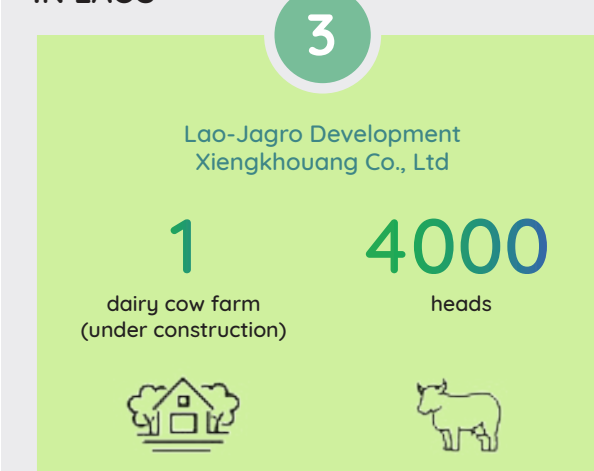 3
Lao-Jagro Development
Xiengkhouang Co., Ltd
1
4000
dairy cow farm
(under construction)
heads